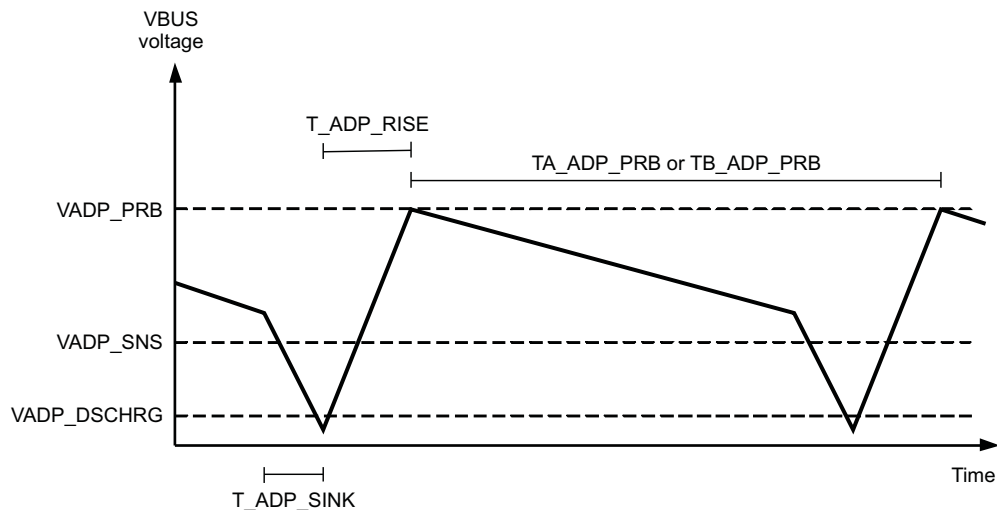 VBUS
voltage
T_ADP_RISE
TA_ADP_PRB or TB_ADP_PRB
VADP_PRB
VADP_SNS
VADP_DSCHRG
Time
T_ADP_SINK